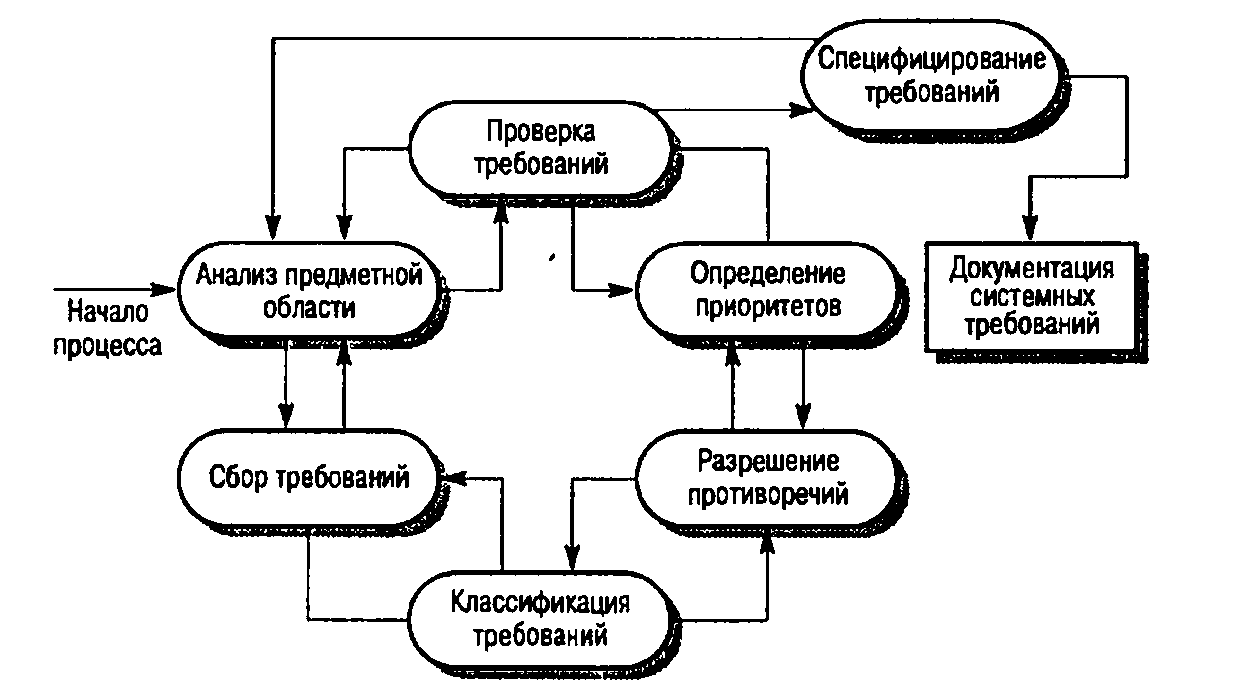 Специфицирование
требований
Проверка
требований
Анализ предметной
области
Определение
приоритетов
Документация
системных
требований
Начало
процесса
Сбор требований
Разрешение
противоречий
Классификация
требований